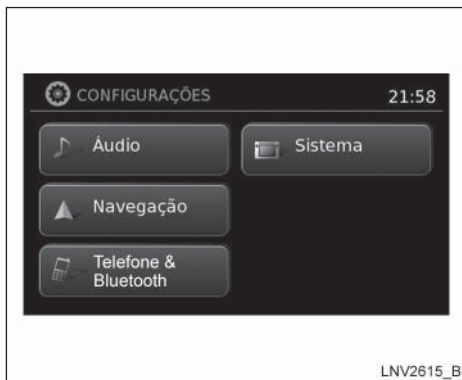 CONFIGURAÇÕES 21:58
Áudio
Sistema
Navegação
Telefone &
Bluetooth
LNV2615_B